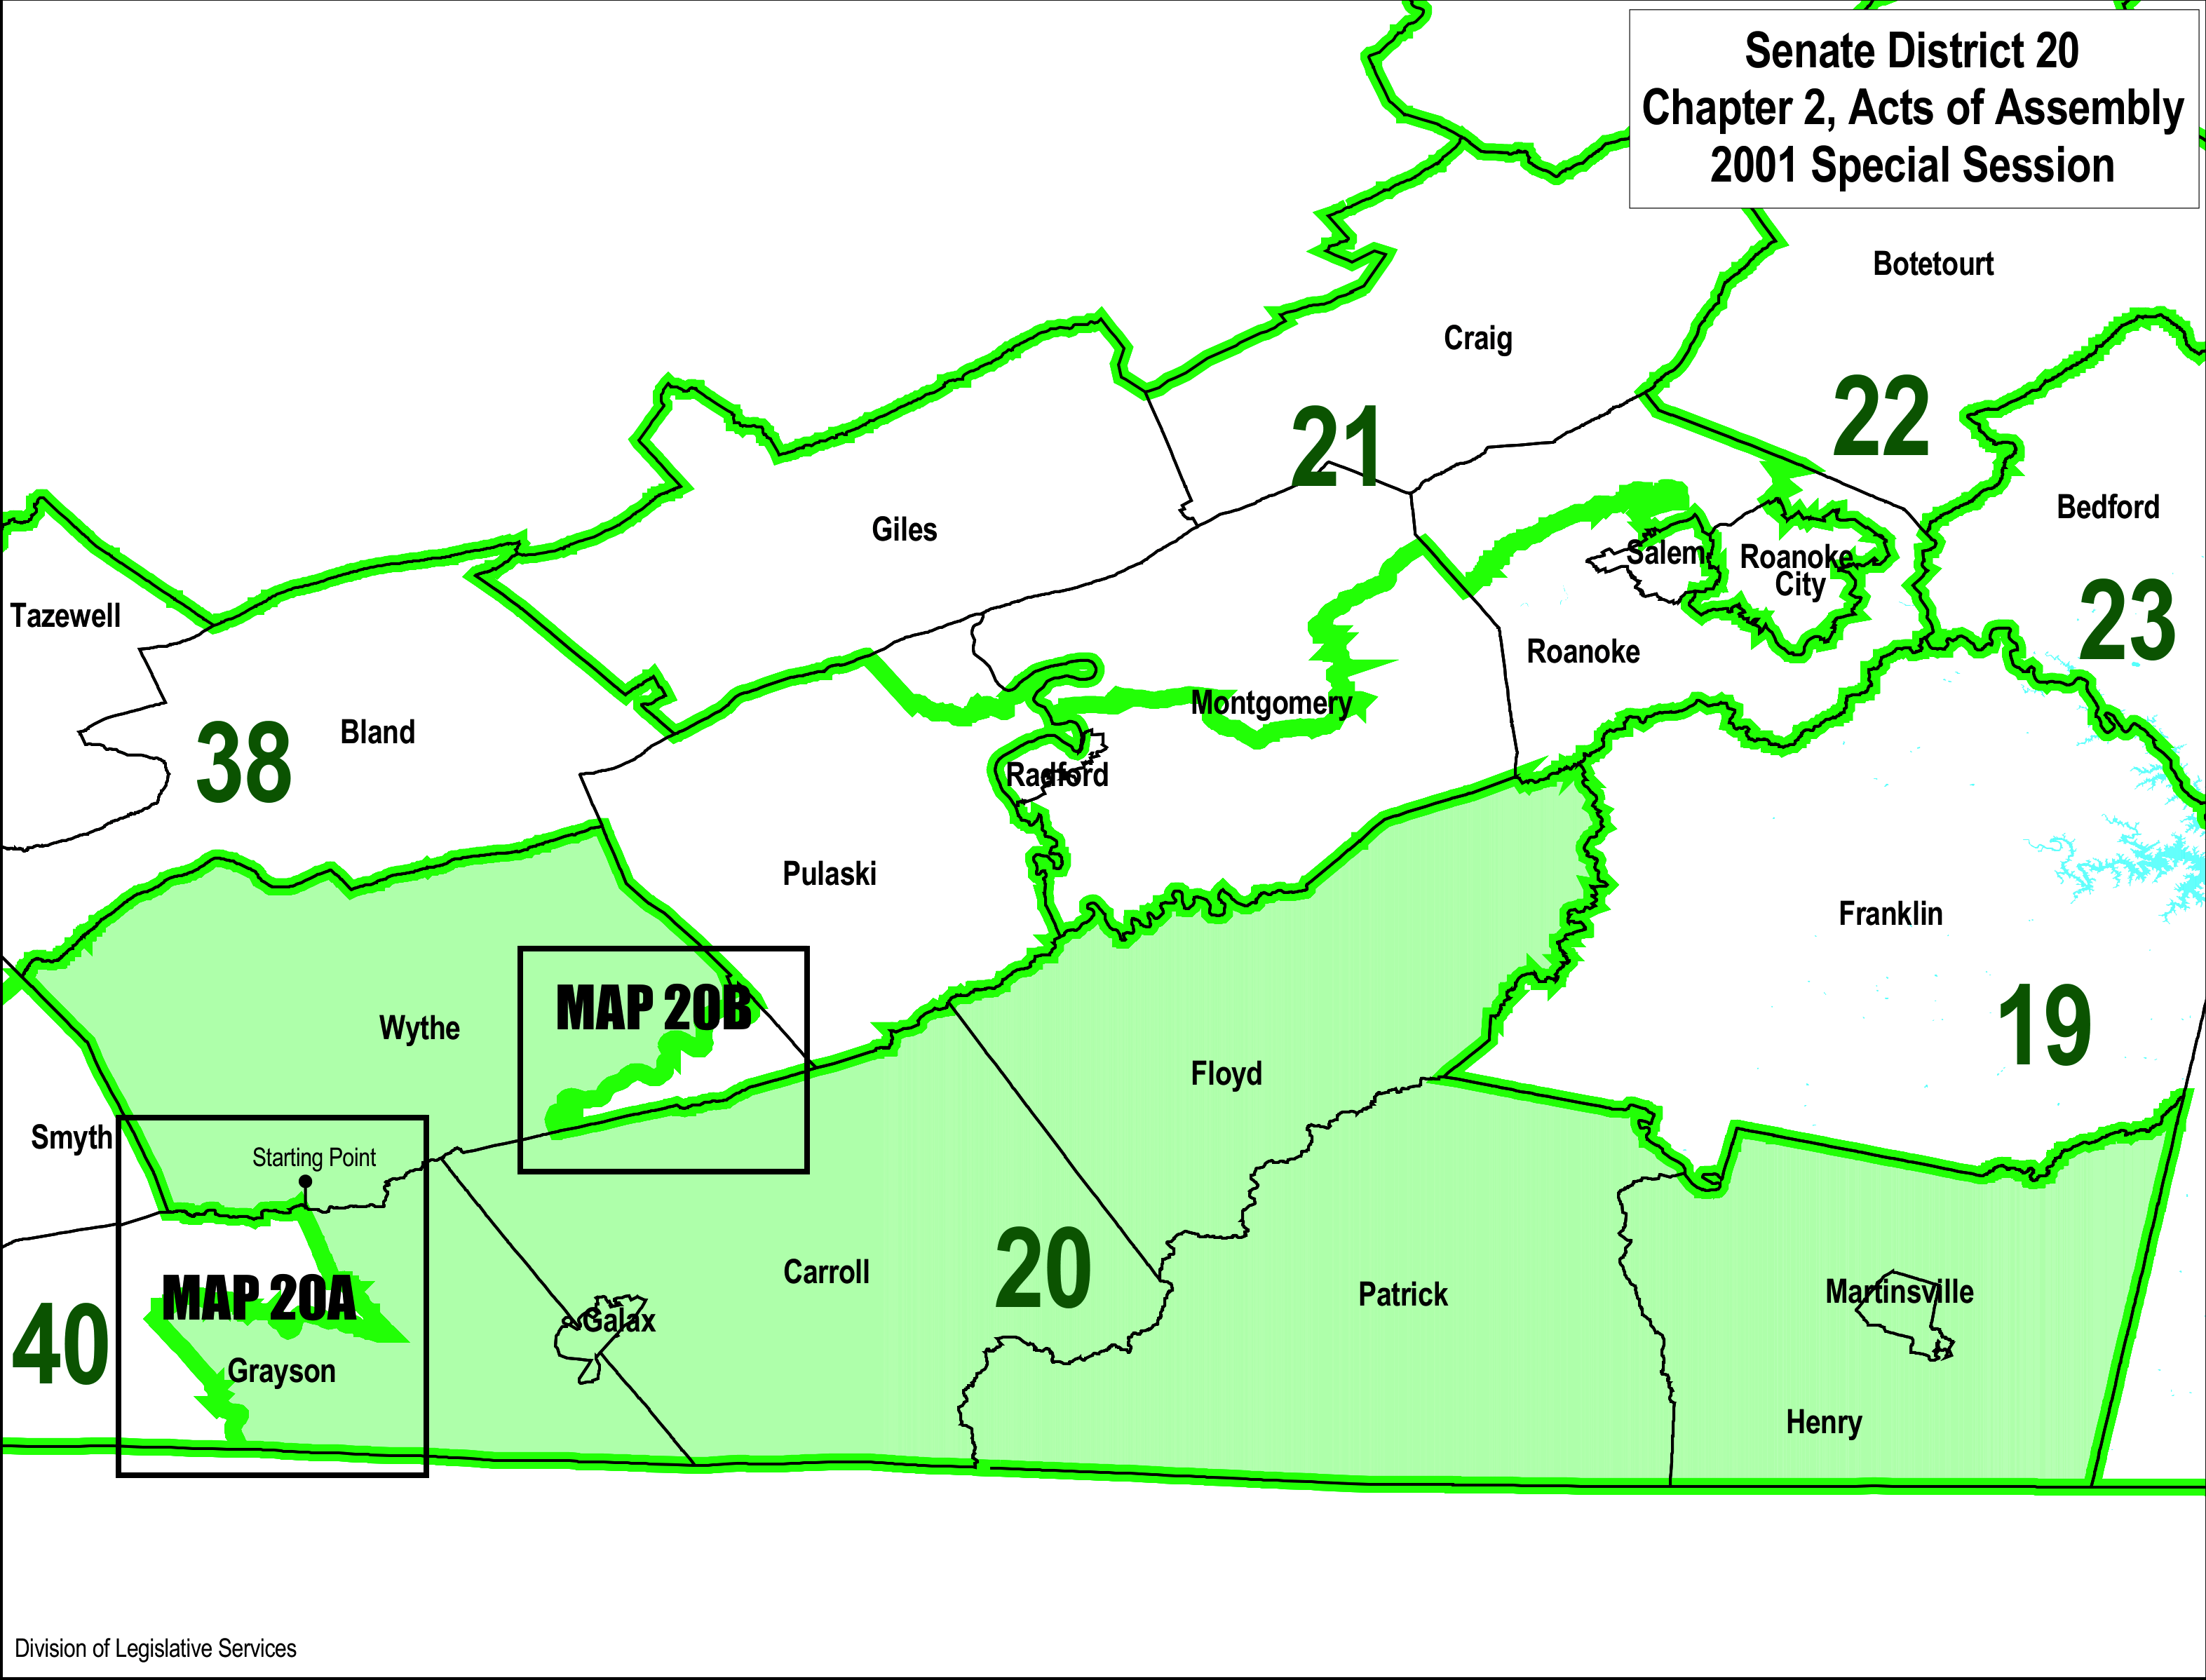 Senate District 20
Chapter 2, Acts of Assembly
2001 Special Session
Botetourt
Craig
22
21
Bedford
Giles
Salem
Roanoke
City
Tazewell
23
Roanoke
Montgomery
Bland
38
Radford
Pulaski
Franklin
MAP 20B
Wythe
19
Floyd
Smyth
Starting Point
20
Carroll
MAP 20A
Patrick
Martinsville
Galax
40
Grayson
Henry
Division of Legislative Services